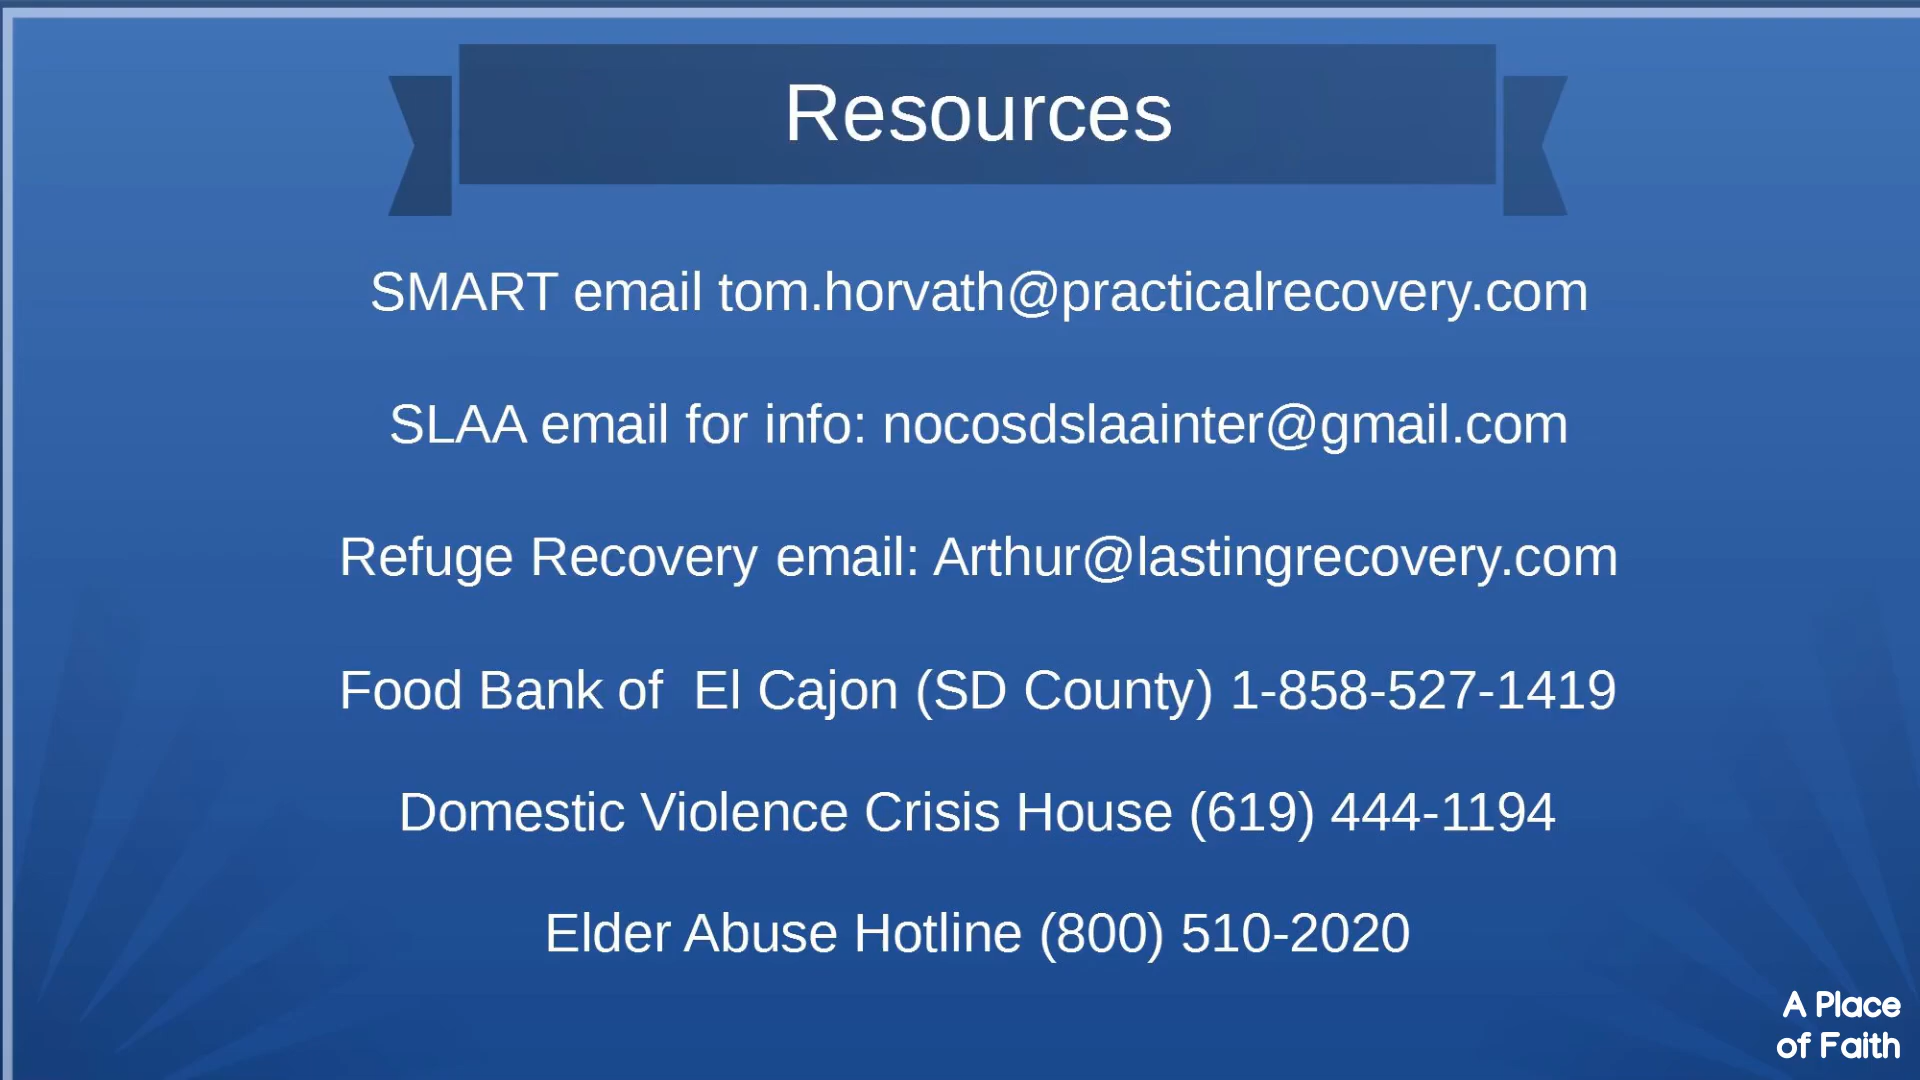 Resources
SMART email tom.horvath@practicalrecovery.com
SLAA email for info: nocosdslaainter@gmail.com
Refuge Recovery email: Arthur@lastingrecovery.com
Food Bank of  El Cajon (SD County) 1-858-527-1419
Domestic Violence Crisis House (619) 444-1194
Elder Abuse Hotline (800) 510-2020
A Place
of Faith